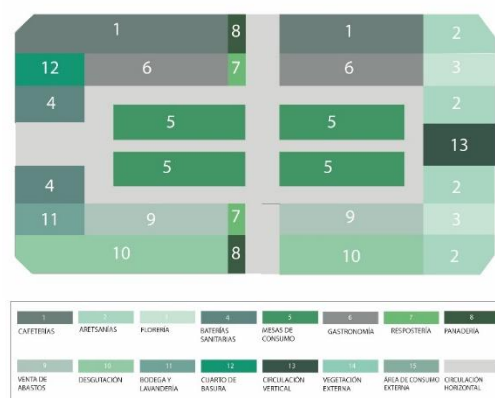 1 8 1 2
12 6 7 6 3
4 2
5 5
13
5 5
4 2
11 9 7 9 3
10 8 10 2
1 2 3 4 5 6 7 8
CAFETERÍAS ARETSANÍAS FLORERÍA BATERÍAS SANITARIAS MESAS DE CONSUMO GASTRONOMÍA RESPOSTERÍA PANADERÍA
9 10 11 12 13 14 15
VENTA DE ABASTOS DESGUTACIÓN BODEGA Y LAVANDERÍA CUARTO DE BASURA CIRCULACIÓN VERTICAL VEGETACIÓN EXTERNA ÁREA DE CONSUMO EXTERNA CIRCULACIÓN HORIZONTAL